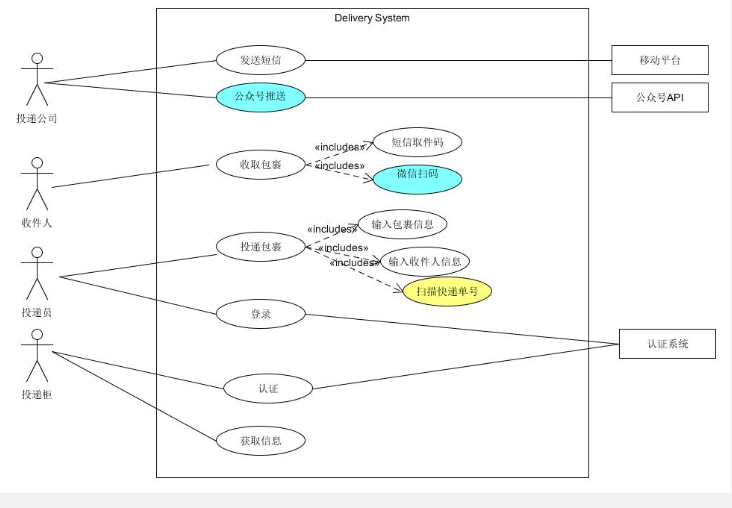 Delivery System
发送短信
移动平台
公众号推送
公众号API
投递公司
«includes»
短信取件码
收取包裹
«includes»
微信扫码
收件人
«includes»
输入包裹信息
投递包裹
«includes»
输入收件人信息
«includes»
扫描快递单号
投递员
登录
认证系统
认证
投递柜
获取信息